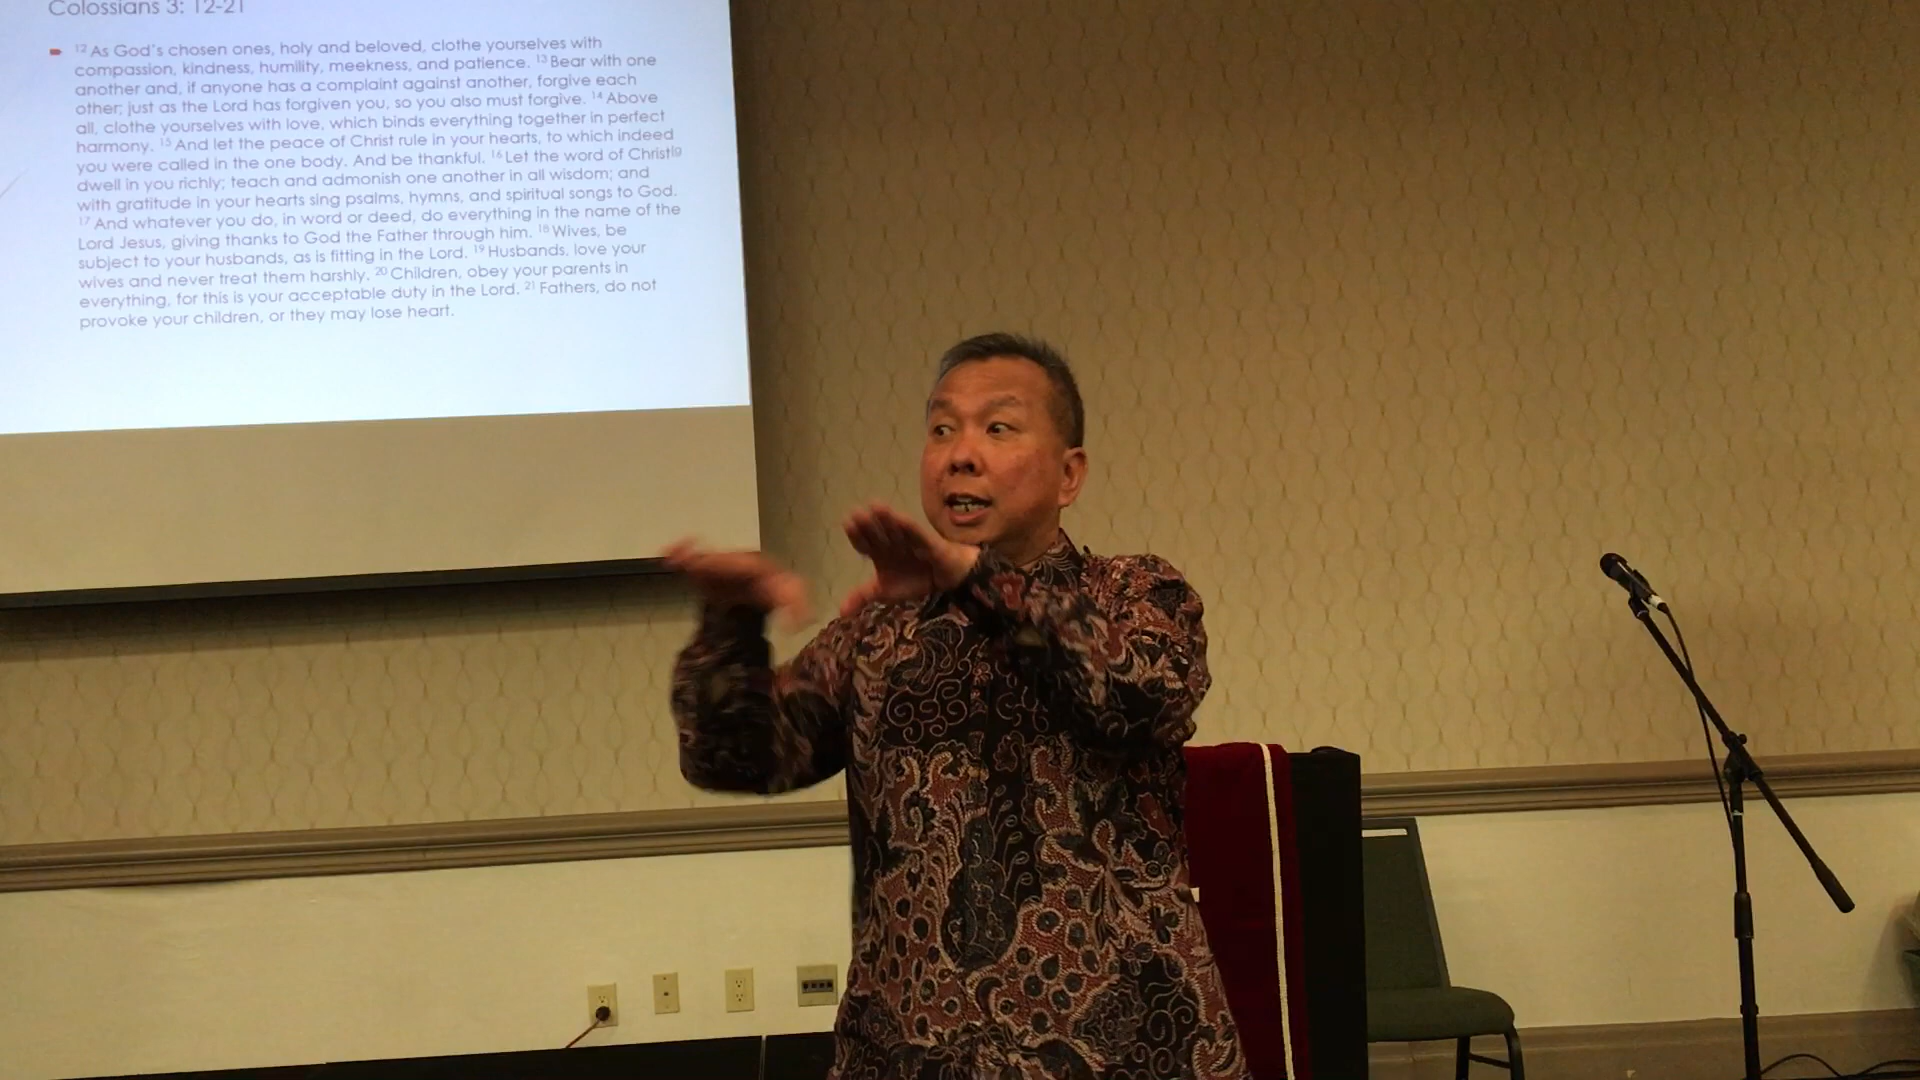 Colossians 3: 12-21
12 As God's chosen ones, holy and beloved, clothe yourselves with
compassion, kindness, humility, meekness, and patience. 13 Bear with one
another and, if anyone has a complaint against another, forgive each
other; just as the Lord has forgiven you, so you also must forgive. 14 Above
all, clothe yourselves with love, which binds everything together in perfect
harmony. 15 And let the peace of Christ rule in your hearts, to which indeed
you were called in the one body. And be thankful. 16 Let the word of Christ
dwell in you richly; teach and admonish one another in all wisdom; and
with gratitude in your hearts sing psalms, hymns, and spiritual songs to God.
17 And whatever you do, in word or deed, do everything in the name of the
Lord Jesus, giving thanks to God the Father through him. 18 Wives, be
subject to your husbands, as is fitting in the Lord. 19 Husbands, love your
wives and never treat them harshly. 20 Children, obey your parents in
everything, for this is your acceptable duty in the Lord. 21 Fathers, do not
provoke your children, or they may lose heart.